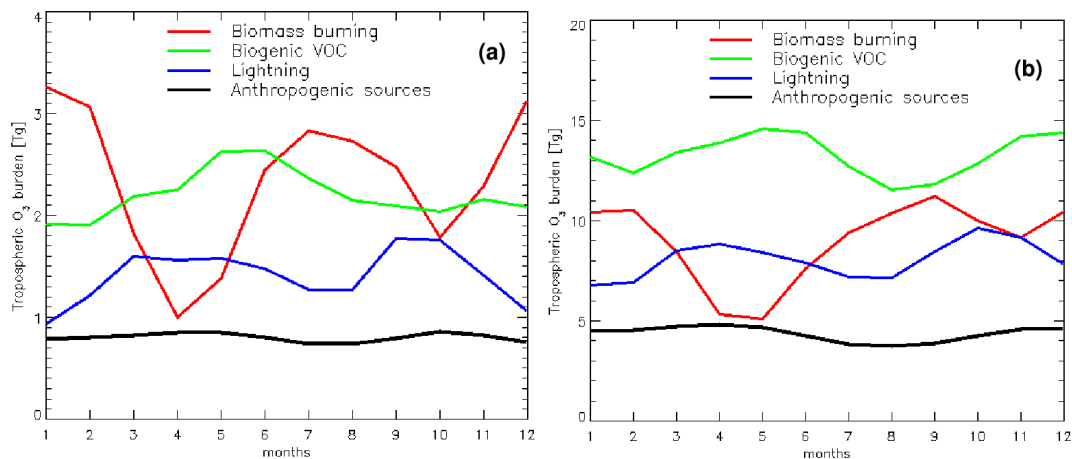 4
3
2
1
0
Tropospheric O3 burden [Tg]
Biomass burning
Biogenic VOC
Lightning
Anthropogenic sources
(a)
1 2 3 4 5 6 7 8 9 10 11 12
months
20
15
10
5
0
Tropospheric O3 burden [Tg]
Biomass burning
Biogenic VOC
Lightning
Anthropogenic sources
(b)
1 2 3 4 5 6 7 8 9 10 11 12
months